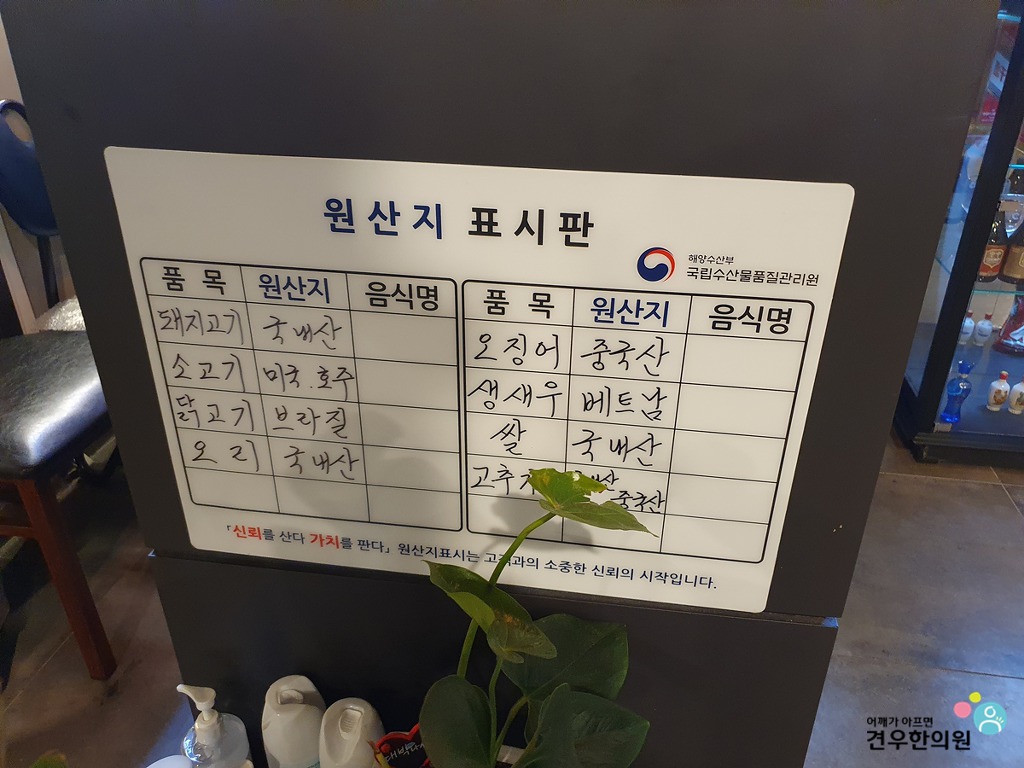 원산지 표시판
해양수산부
국립수산물품질관리원
품 목 원산지 음식명
돼지고기 국내산
소고기 미국.호주
닭고기 브라질
오리 국내산
품 목 원산지 음식명
오징어 중국산
생새우 베트남
쌀 국내산
고추 중국산
「신뢰를 산다 가치를 판다」 원산지표시는 고객과의 소중한 신뢰의 시작입니다.
어깨가 아프면
견우한의원